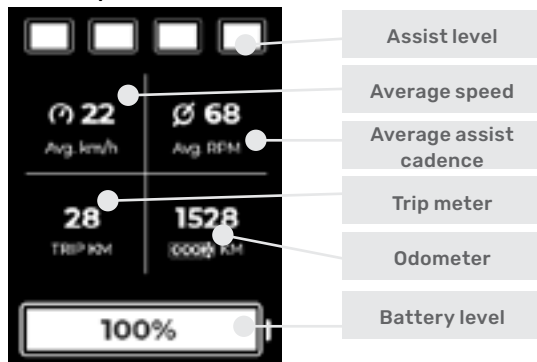 Assist level
22
68
Average speed
Avg. km/h
Avg. RPM
Average assist
cadence
28
1528
Trip meter
TRIP KM
KM
Odometer
100%
Battery level